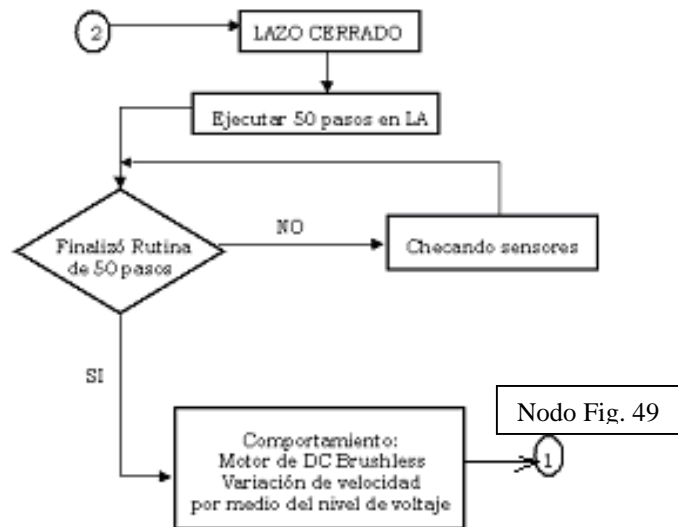 2
LAZO CERRADO
Ejecutar 50 pasos en LA
Finalizó Rutina
de 50 pasos
NO
Checando sensores
SI
Comportamiento:
Motor de DC Brushless
Variación de velocidad
por medio del nivel de voltaje
Nodo Fig. 49
1